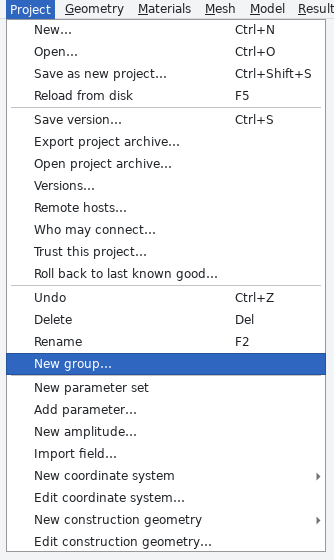 Project Geometry Materials Mesh Model Result
New... Ctrl+N
Open... Ctrl+O
Save as new project... Ctrl+Shift+S
Reload from disk F5
Save version... Ctrl+S
Export project archive...
Open project archive...
Versions...
Remote hosts...
Who may connect...
Trust this project...
Roll back to last known good...
Undo Ctrl+Z
Delete Del
Rename F2
New group...
New parameter set
Add parameter...
New amplitude...
Import field...
New coordinate system
Edit coordinate system...
New construction geometry
Edit construction geometry...